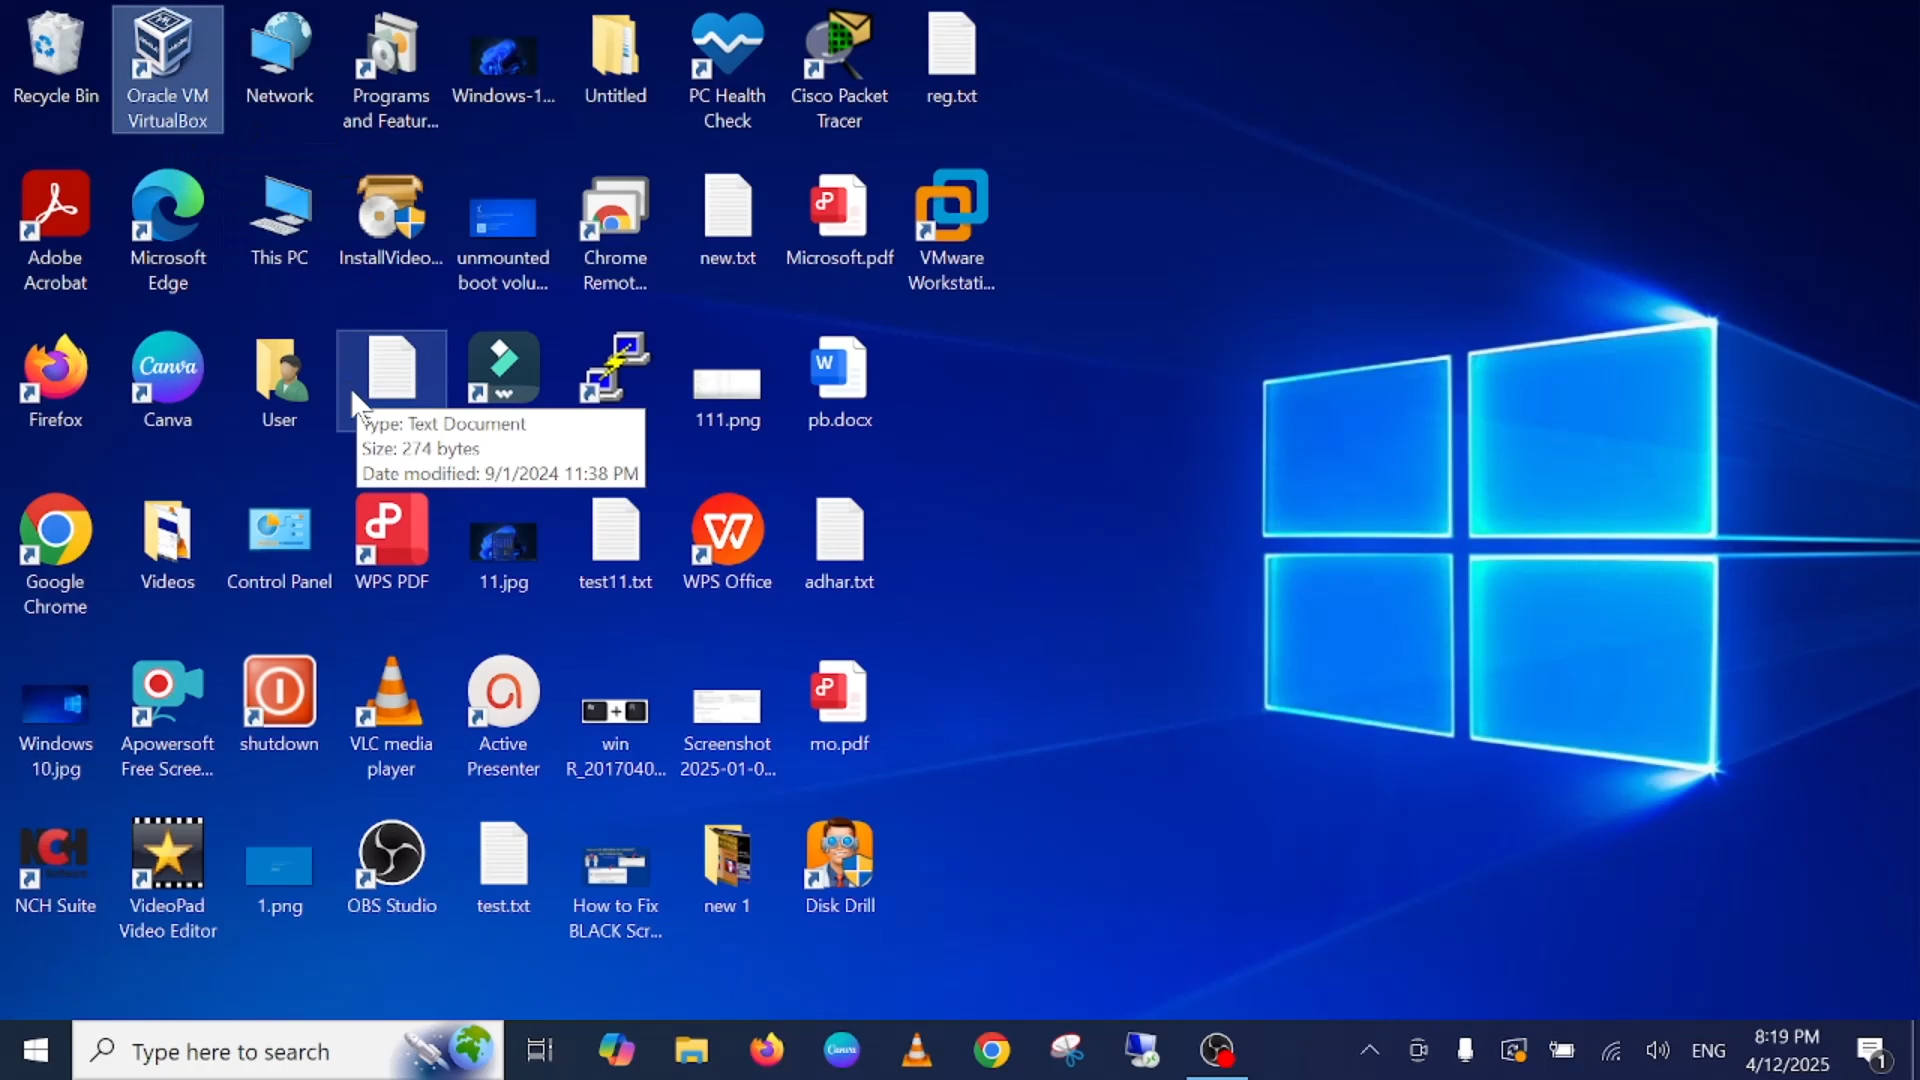 Recycle Bin
Oracle VM
VirtualBox
Network
Programs
and Featur...
Windows-1...
Untitled
PC Health
Check
Cisco Packet
Tracer
reg.txt
Adobe
Acrobat
Microsoft
Edge
This PC
InstallVideo...
unmounted
boot volu...
Chrome
Remot...
new.txt
Microsoft.pdf
VMware
Workstati...
Firefox
Canva
Canva
User
111.png
W
pb.docx
Type: Text Document
Size: 274 bytes
Date modified: 9/1/2024 11:38 PM
Google
Chrome
Videos
Control Panel
WPS PDF
11.jpg
test11.txt
WPS Office
adhar.txt
Windows
10.jpg
Apowersoft
Free Scree...
shutdown
VLC media
player
Active
Presenter
win
R_2017040...
Screenshot
2025-01-0...
mo.pdf
NCH
NCH Suite
VideoPad
Video Editor
1.png
OBS Studio
test.txt
How to Fix
BLACK Scr...
new 1
Disk Drill
Type here to search
Canva
ENG
8:19 PM
4/12/2025
1